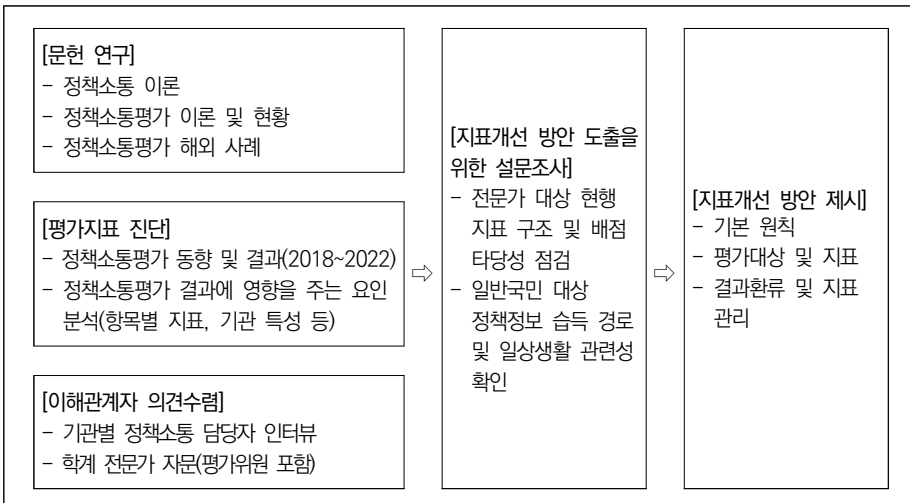 [문헌 연구]
- 정책소통 이론
- 정책소통평가 이론 및 현황
- 정책소통평가 해외 사례
[평가지표 진단]
- 정책소통평가 동향 및 결과(2018~2022)
- 정책소통평가 결과에 영향을 주는 요인
분석(항목별 지표, 기관 특성 등)
[이해관계자 의견수렴]
- 기관별 정책소통 담당자 인터뷰
- 학계 전문가 자문(평가위원 포함)
⇨
[지표개선 방안 도출을
위한 설문조사]
- 전문가 대상 현행
지표 구조 및 배점
타당성 점검
- 일반국민 대상
정책정보 습득 경로
및 일상생활 관련성
확인
⇨
[지표개선 방안 제시]
- 기본 원칙
- 평가대상 및 지표
- 결과환류 및 지표
관리